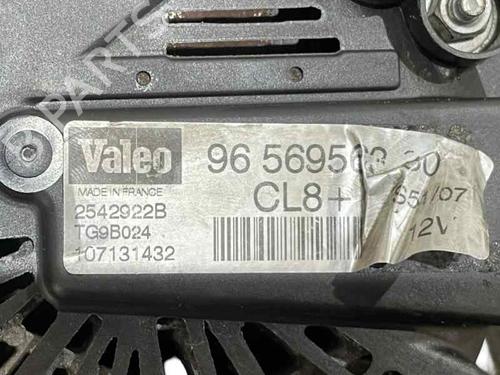 Valeo
MADE IN FRANCE
2542922B
TG9B024
107131432
96 569563 80
CL8+
S51/07
12V